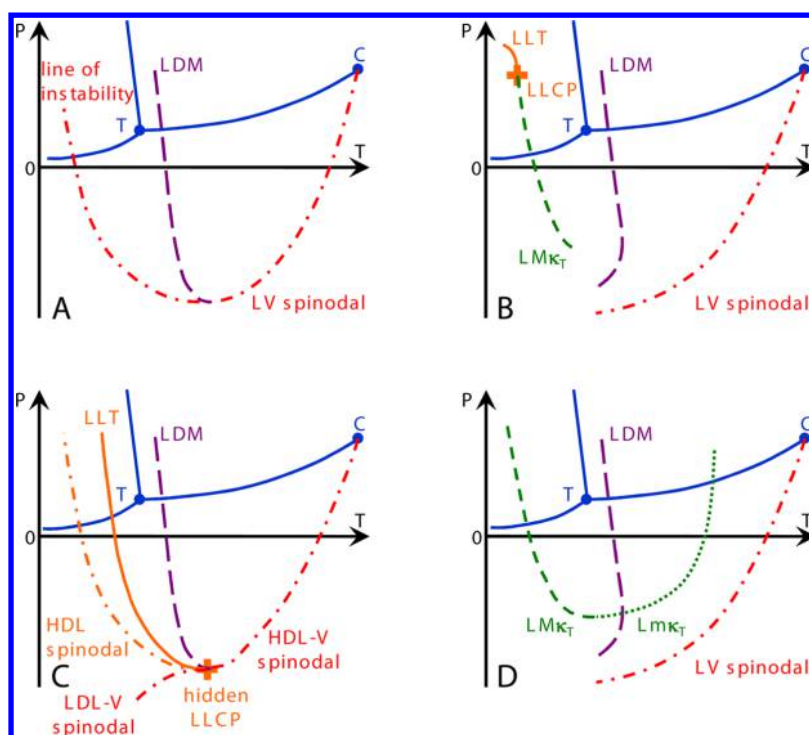 P
line of
instability
LDM
C
T
T
0
LV spinodal
A
P
LLT
LLCP
LDM
C
T
T
0
LMκT
LV spinodal
B
P
LLT
LDM
C
T
T
0
HDL
spinodal
HDL-V
spinodal
C
LDL-V
spinodal
hidden
LLCP
P
LDM
C
T
T
0
LMκT
LmκT
LV spinodal
D